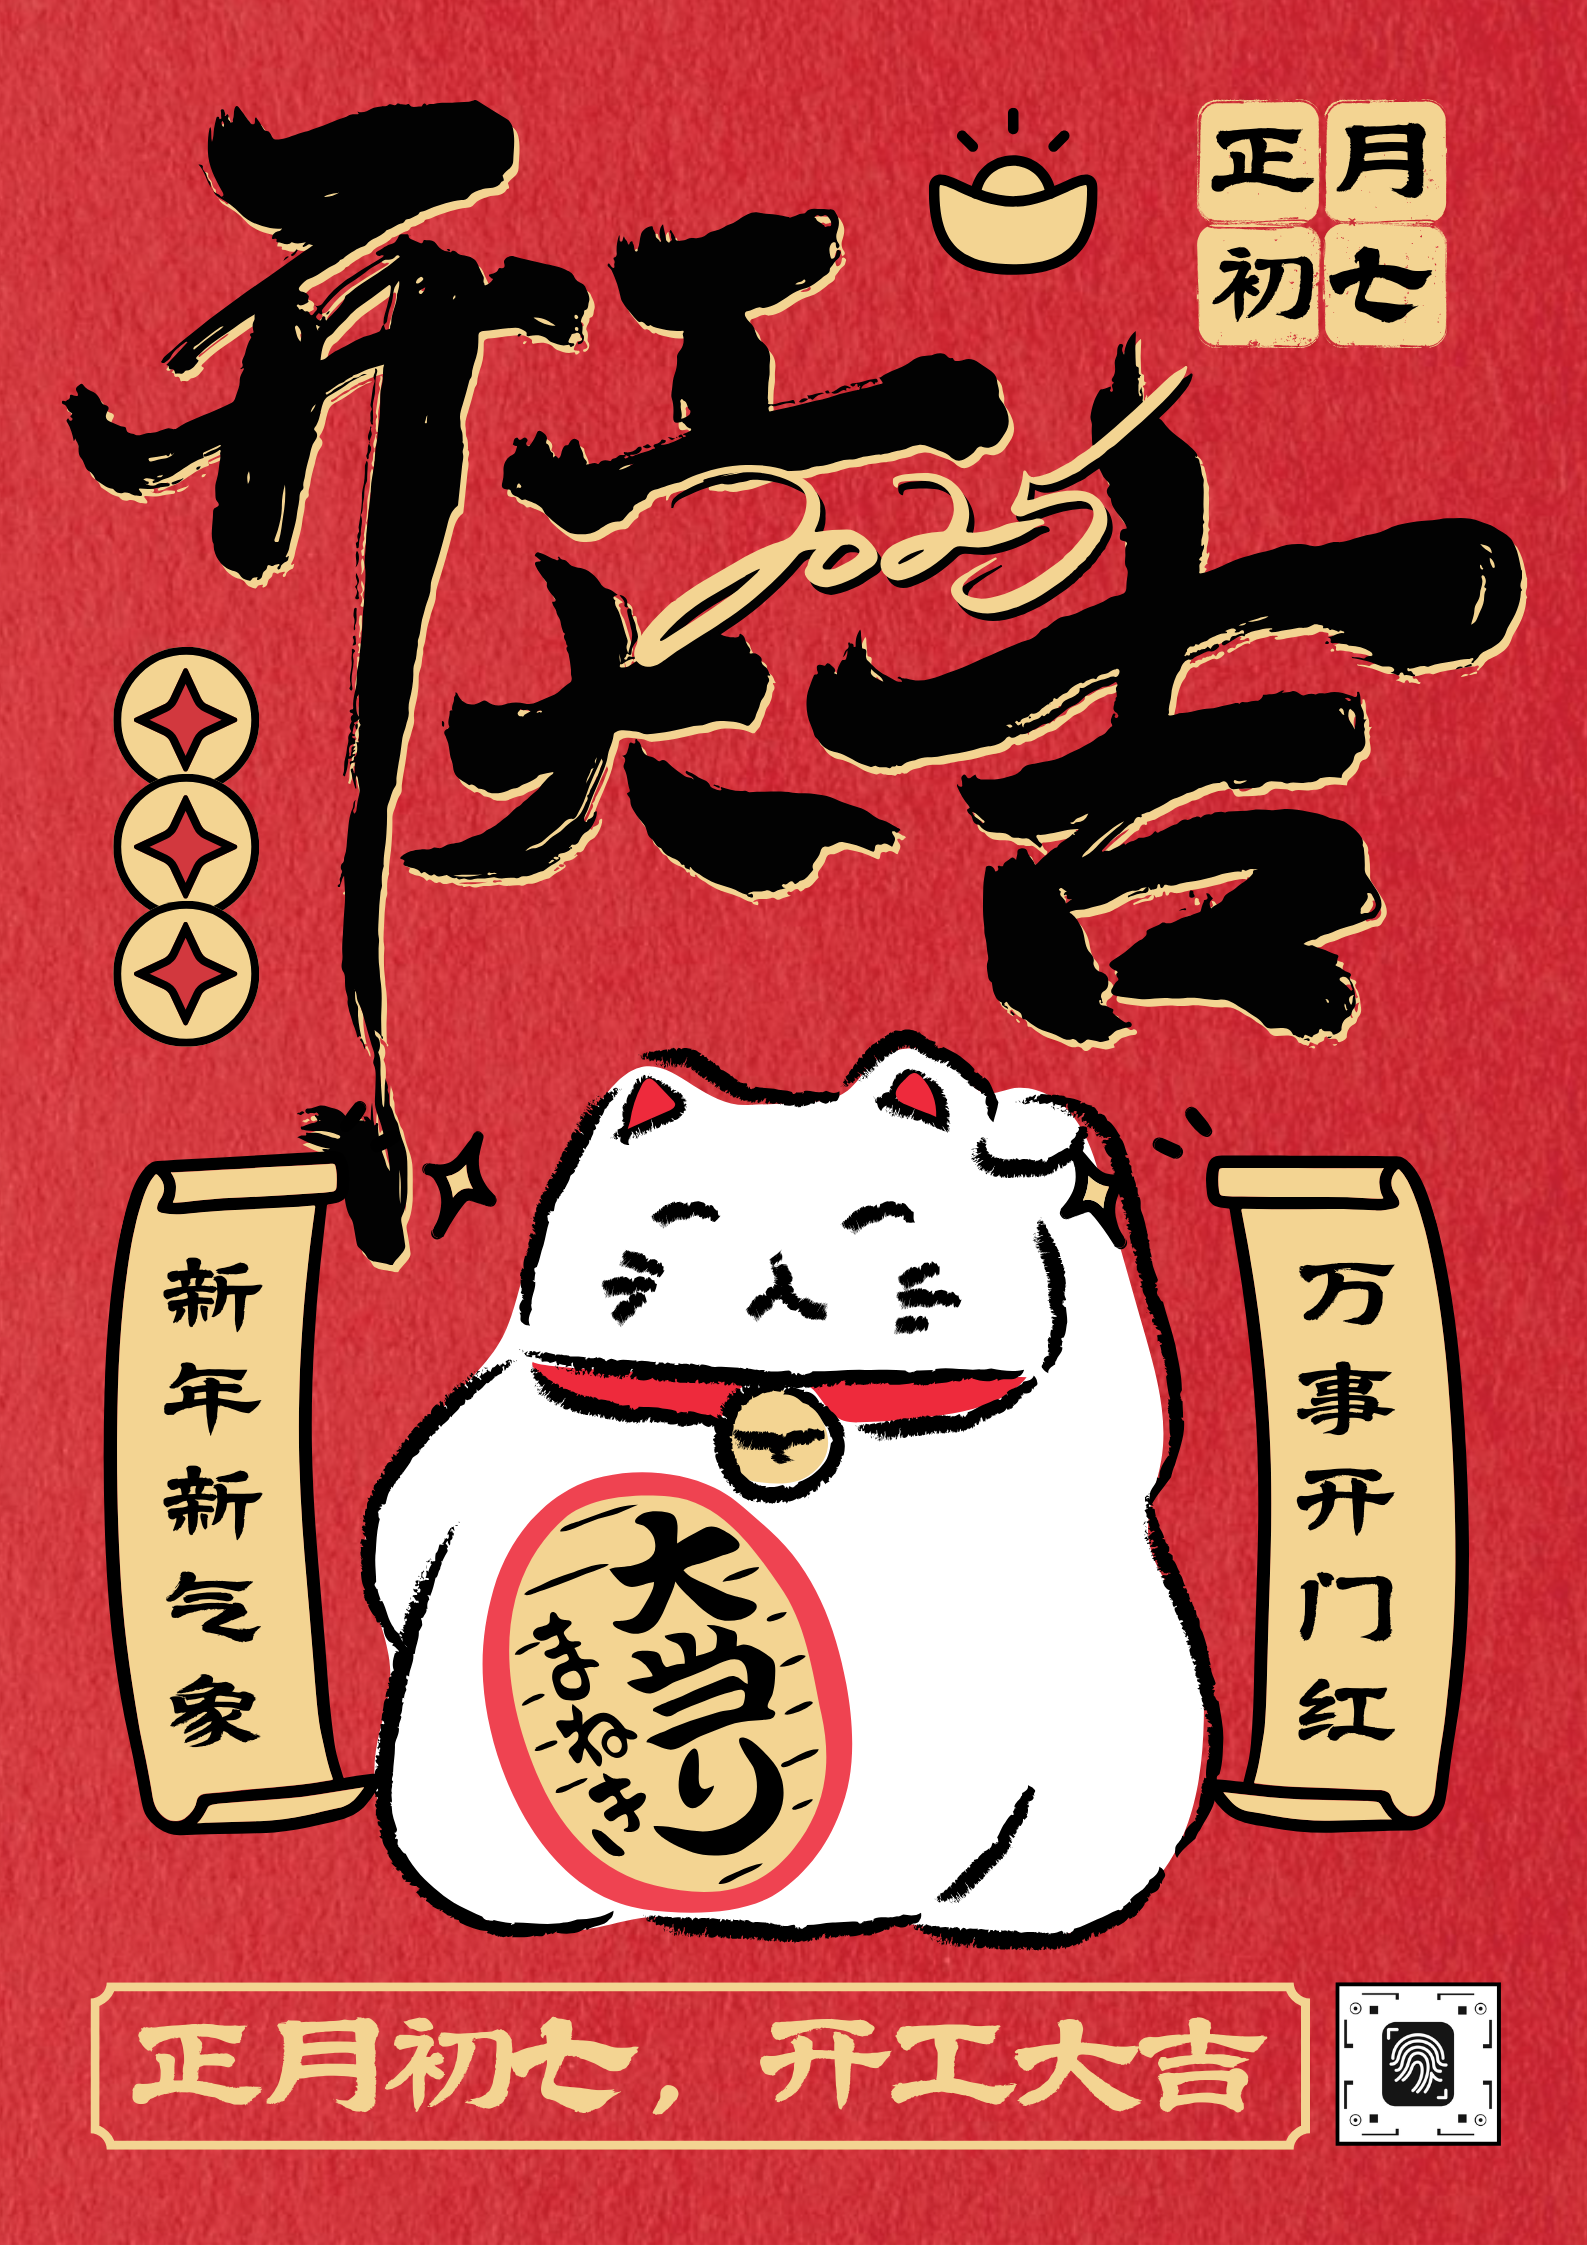 开工大吉
2025
正月
初七
新年新气象
万事开门红
大当り
まねき
正月初七，开工大吉